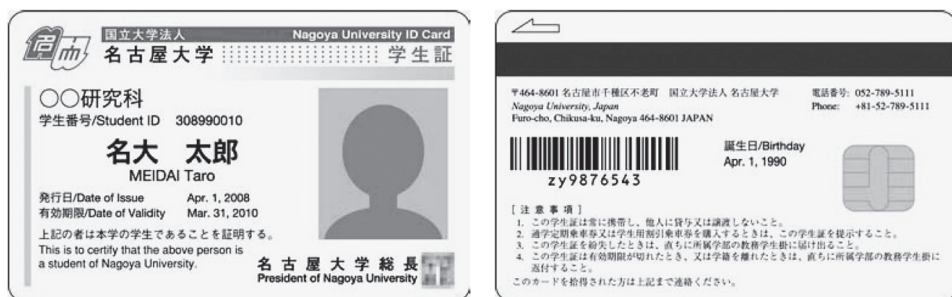 国立大学法人 Nagoya University ID Card
名古屋大学 学生証
〇〇研究科
学生番号/Student ID 308990010
名大 太郎
MEIDAI Taro
発行日/Date of Issue Apr. 1, 2008
有効期限/Date of Validity Mar. 31, 2010
上記の者は本学の学生であることを証明する。
This is to certify that the above person is
a student of Nagoya University.
名古屋大学総長
President of Nagoya University
〒464-8601 名古屋市千種区不老町 国立大学法人 名古屋大学 電話番号: 052-789-5111
Nagoya University, Japan Phone: +81-52-789-5111
Furo-cho, Chikusa-ku, Nagoya 464-8601 JAPAN
誕生日/Birthday
Apr. 1, 1990
zy9876543
[注意事項]
1. この学生証は常に携帯し、他人に貸与又は譲渡しないこと。
2. 通学定期乗車券又は学生用割引乗車券を購入するときは、この学生証を提示すること。
3. この学生証を紛失したときは、直ちに所属学部の教務学生掛に届け出ること。
4. この学生証は有効期限が切れたとき、又は学籍を離れたときは、直ちに所属学部の教務学生掛に
返付すること。
このカードを拾得された方は上記まで連絡ください。